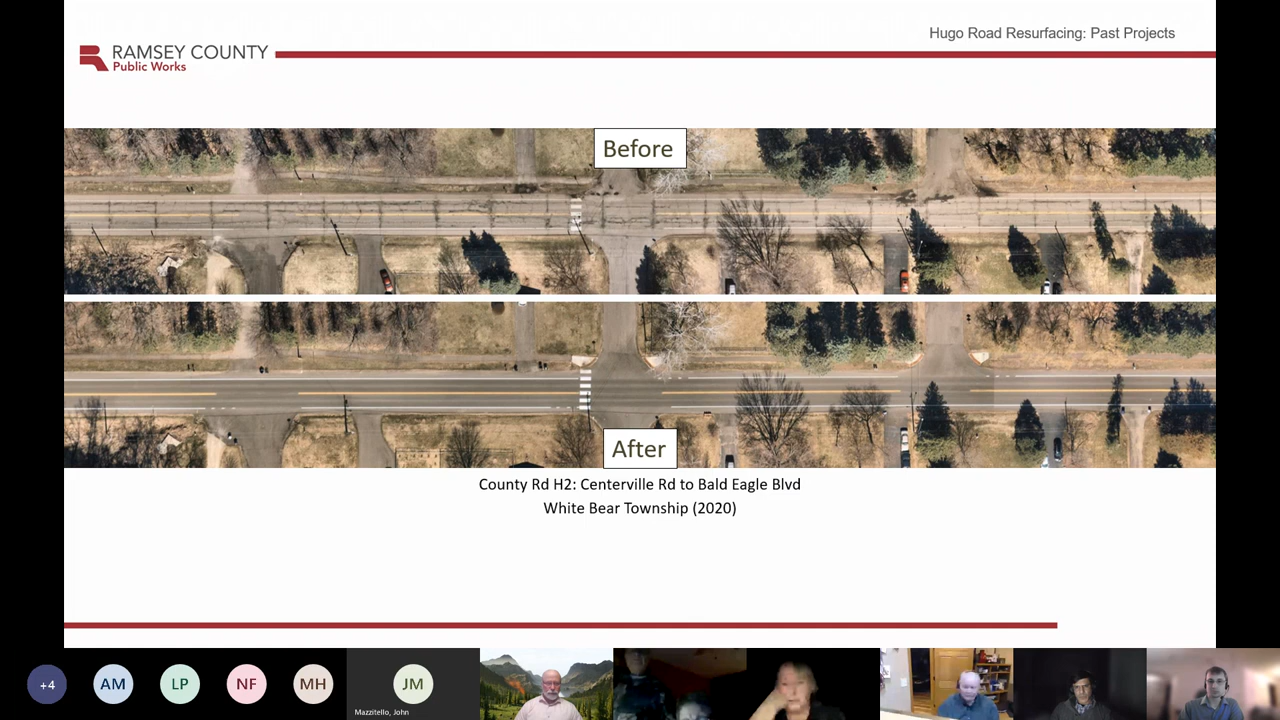 Hugo Road Resurfacing: Past Projects
RAMSEY COUNTY
Public Works
Before
After
County Rd H2: Centerville Rd to Bald Eagle Blvd
White Bear Township (2020)
+4
AM
LP
NF
MH
JM
Mazzitello, John